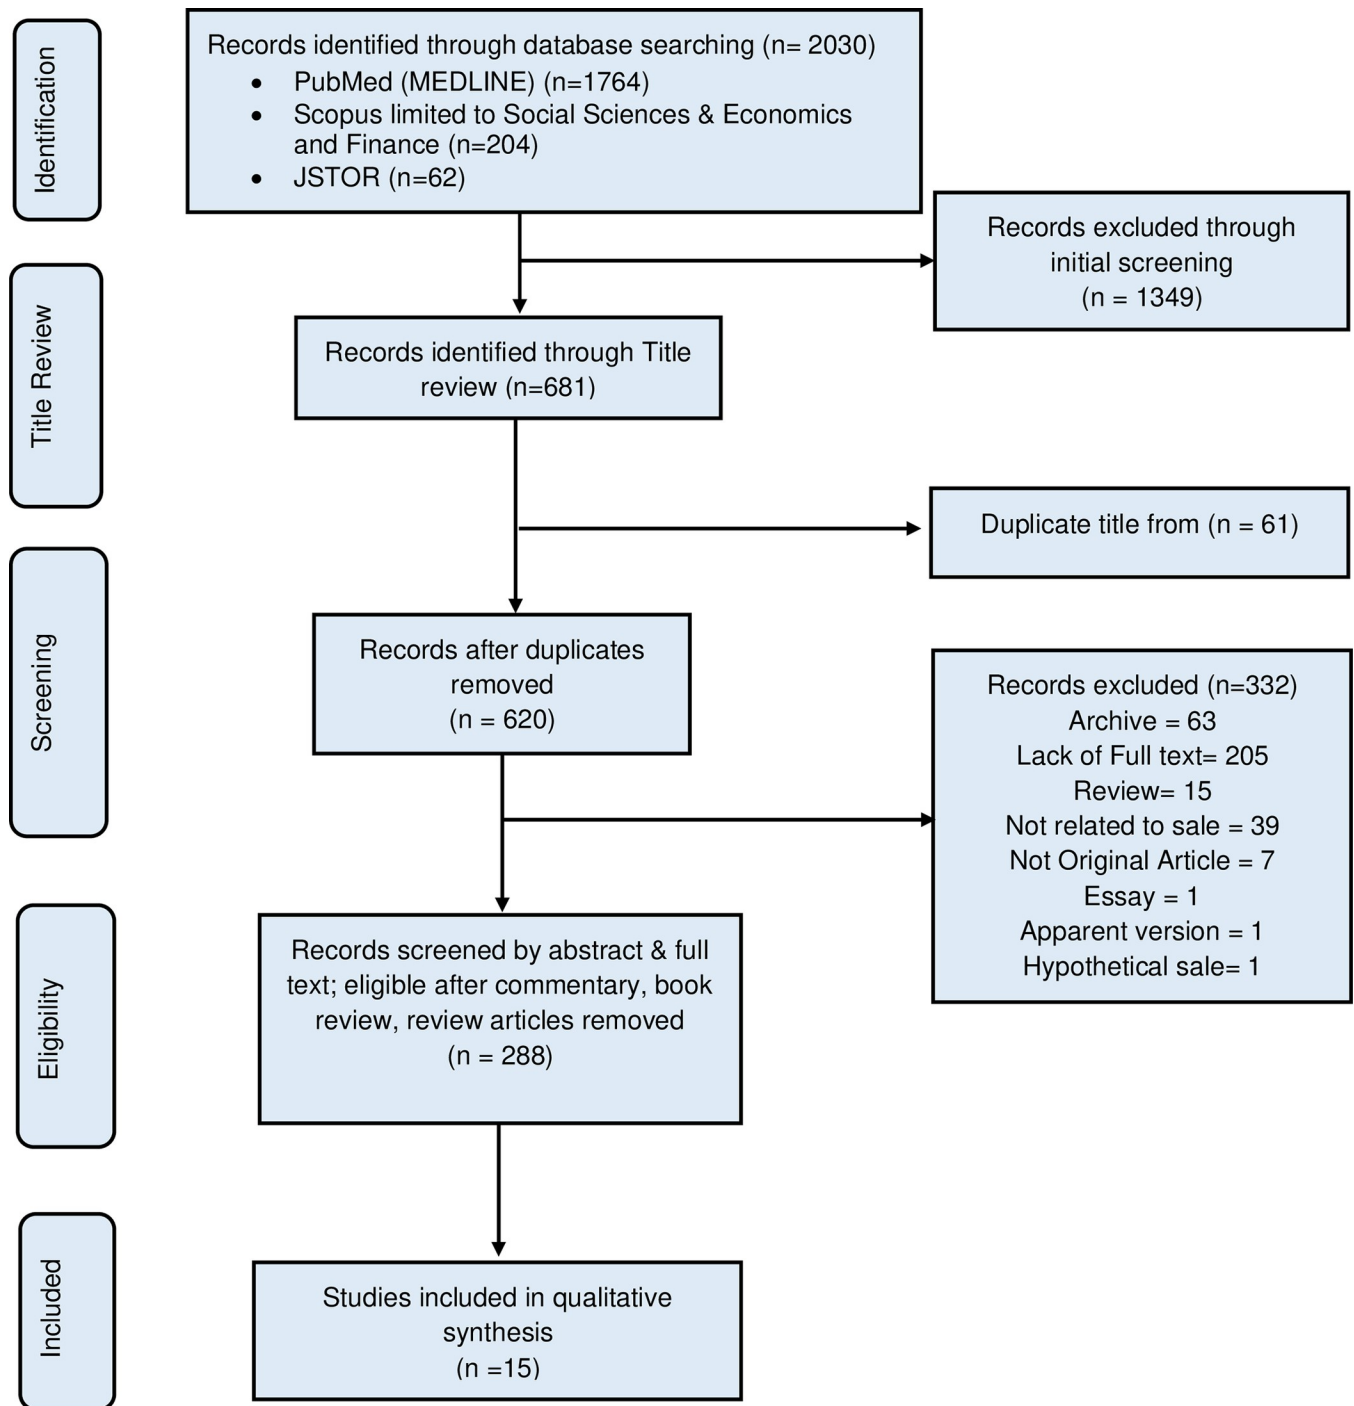 Identification
Records identified through database searching (n= 2030)
• PubMed (MEDLINE) (n=1764)
• Scopus limited to Social Sciences & Economics
and Finance (n=204)
• JSTOR (n=62)
Records excluded through
initial screening
(n = 1349)
Title Review
Records identified through Title
review (n=681)
Duplicate title from (n = 61)
Screening
Records after duplicates
removed
(n = 620)
Records excluded (n=332)
Archive = 63
Lack of Full text= 205
Review= 15
Not related to sale = 39
Not Original Article = 7
Essay = 1
Apparent version = 1
Hypothetical sale= 1
Eligibility
Records screened by abstract & full
text; eligible after commentary, book
review, review articles removed
(n = 288)
Included
Studies included in qualitative
synthesis
(n =15)